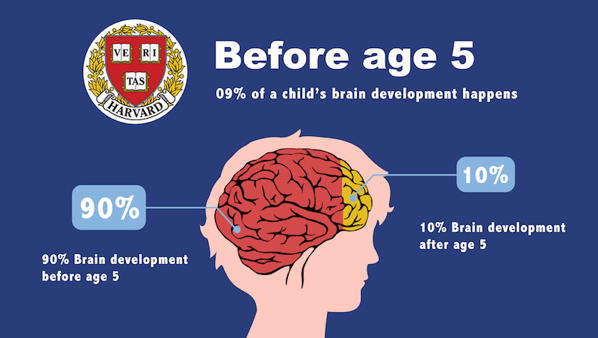 VE RI
TAS
HARVARD
Before age 5
09% of a child's brain development happens
10%
90%
10% Brain development
after age 5
90% Brain development
before age 5